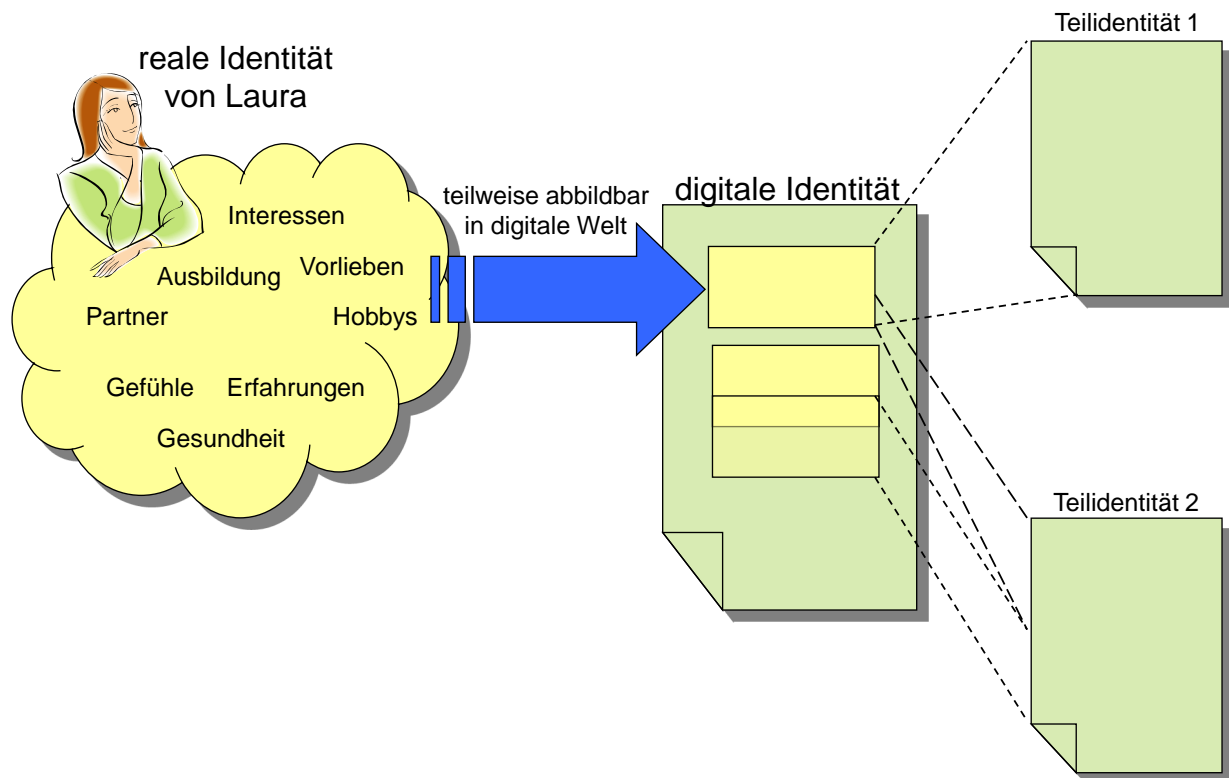 reale Identität
von Laura
Interessen
Ausbildung
Vorlieben
Partner
Hobbys
Gefühle
Erfahrungen
Gesundheit
teilweise abbildbar
in digitale Welt
digitale Identität
Teilidentität 1
Teilidentität 2